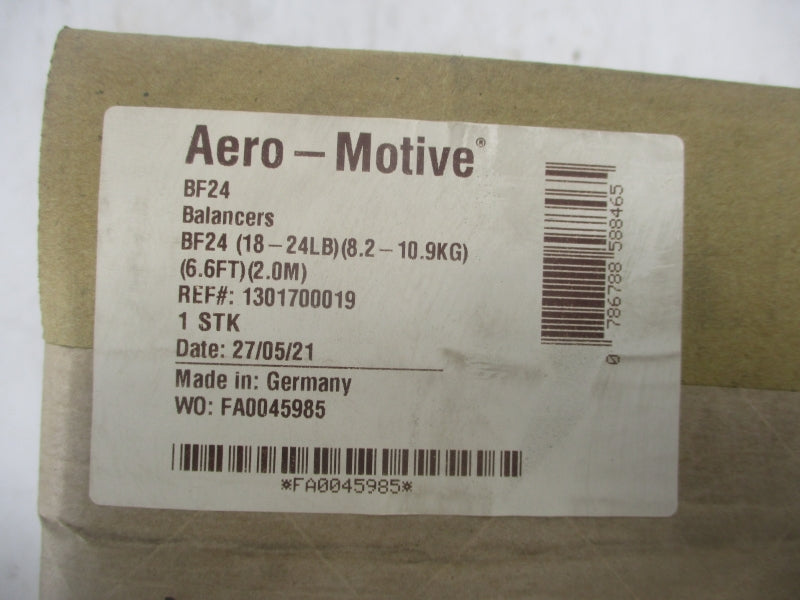 Aero – Motive®
BF24
Balancers
BF24 (18 – 24LB)(8.2 – 10.9KG)
(6.6FT)(2.0M)
REF#: 1301700019
1 STK
Date: 27/05/21
Made in: Germany
WO: FA0045985
*FA0045985*
0 786788 588465